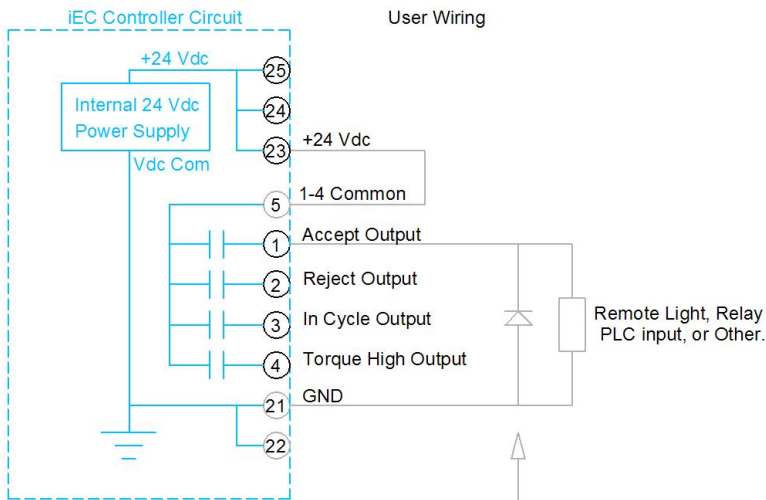 iEC Controller Circuit
User Wiring
+24 Vdc
25
Internal 24 Vdc
Power Supply
24
23
+24 Vdc
Vdc Com
5
1-4 Common
1
Accept Output
2
Reject Output
3
In Cycle Output
4
Torque High Output
Remote Light, Relay
PLC input, or Other.
21
GND
22